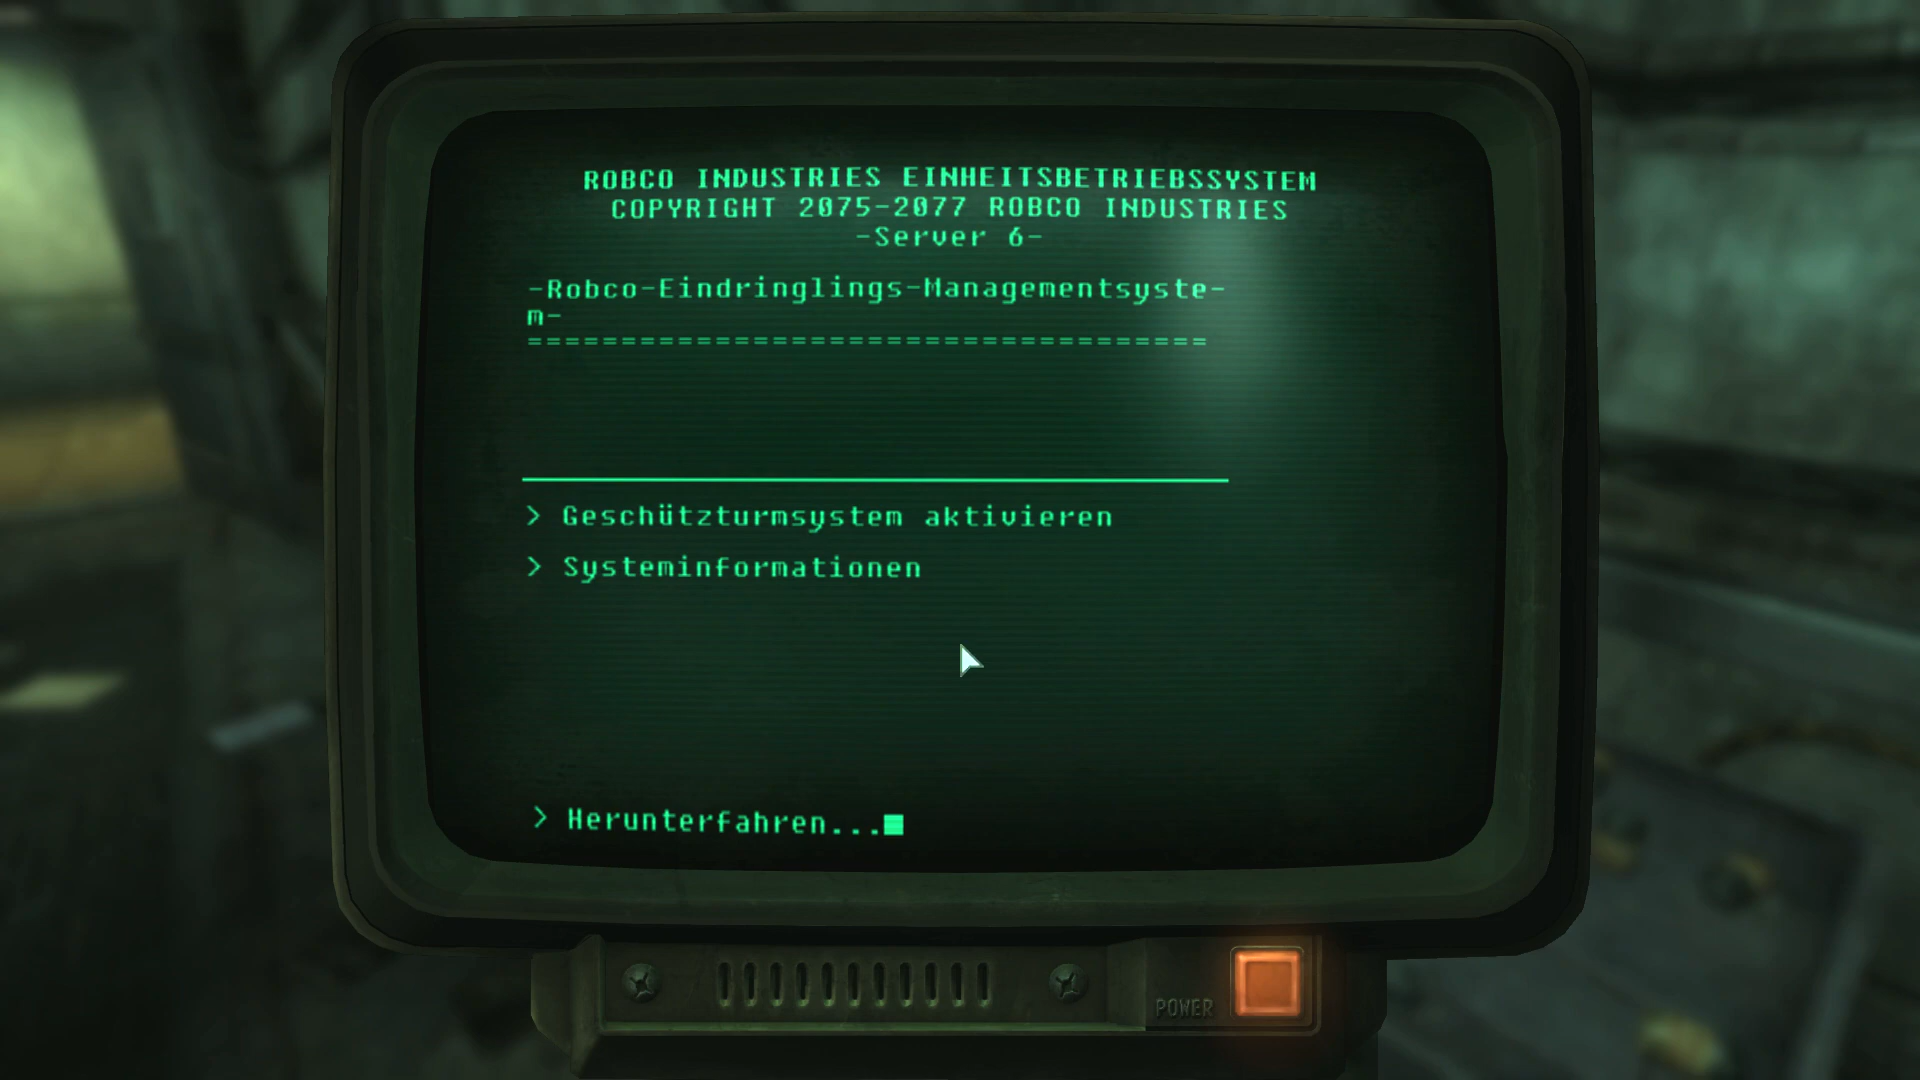 ROBCO INDUSTRIES EINHEITSBETRIEBSSYSTEM
COPYRIGHT 2075-2077 ROBCO INDUSTRIES
-Server 6-
-Robco-Eindringlings-Managementsyste-
m-
====================================
> Geschützturmsystem aktivieren
> Systeminformationen
> Herunterfahren...
POWER